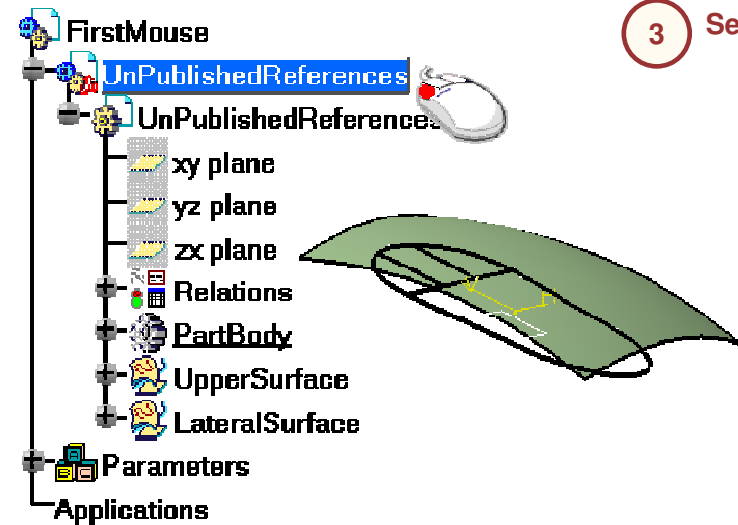 FirstMouse
3 Se
UnPublishedReferences
UnPublishedReferences
xy plane
yz plane
zx plane
Relations
PartBody
UpperSurface
LateralSurface
Parameters
Applications